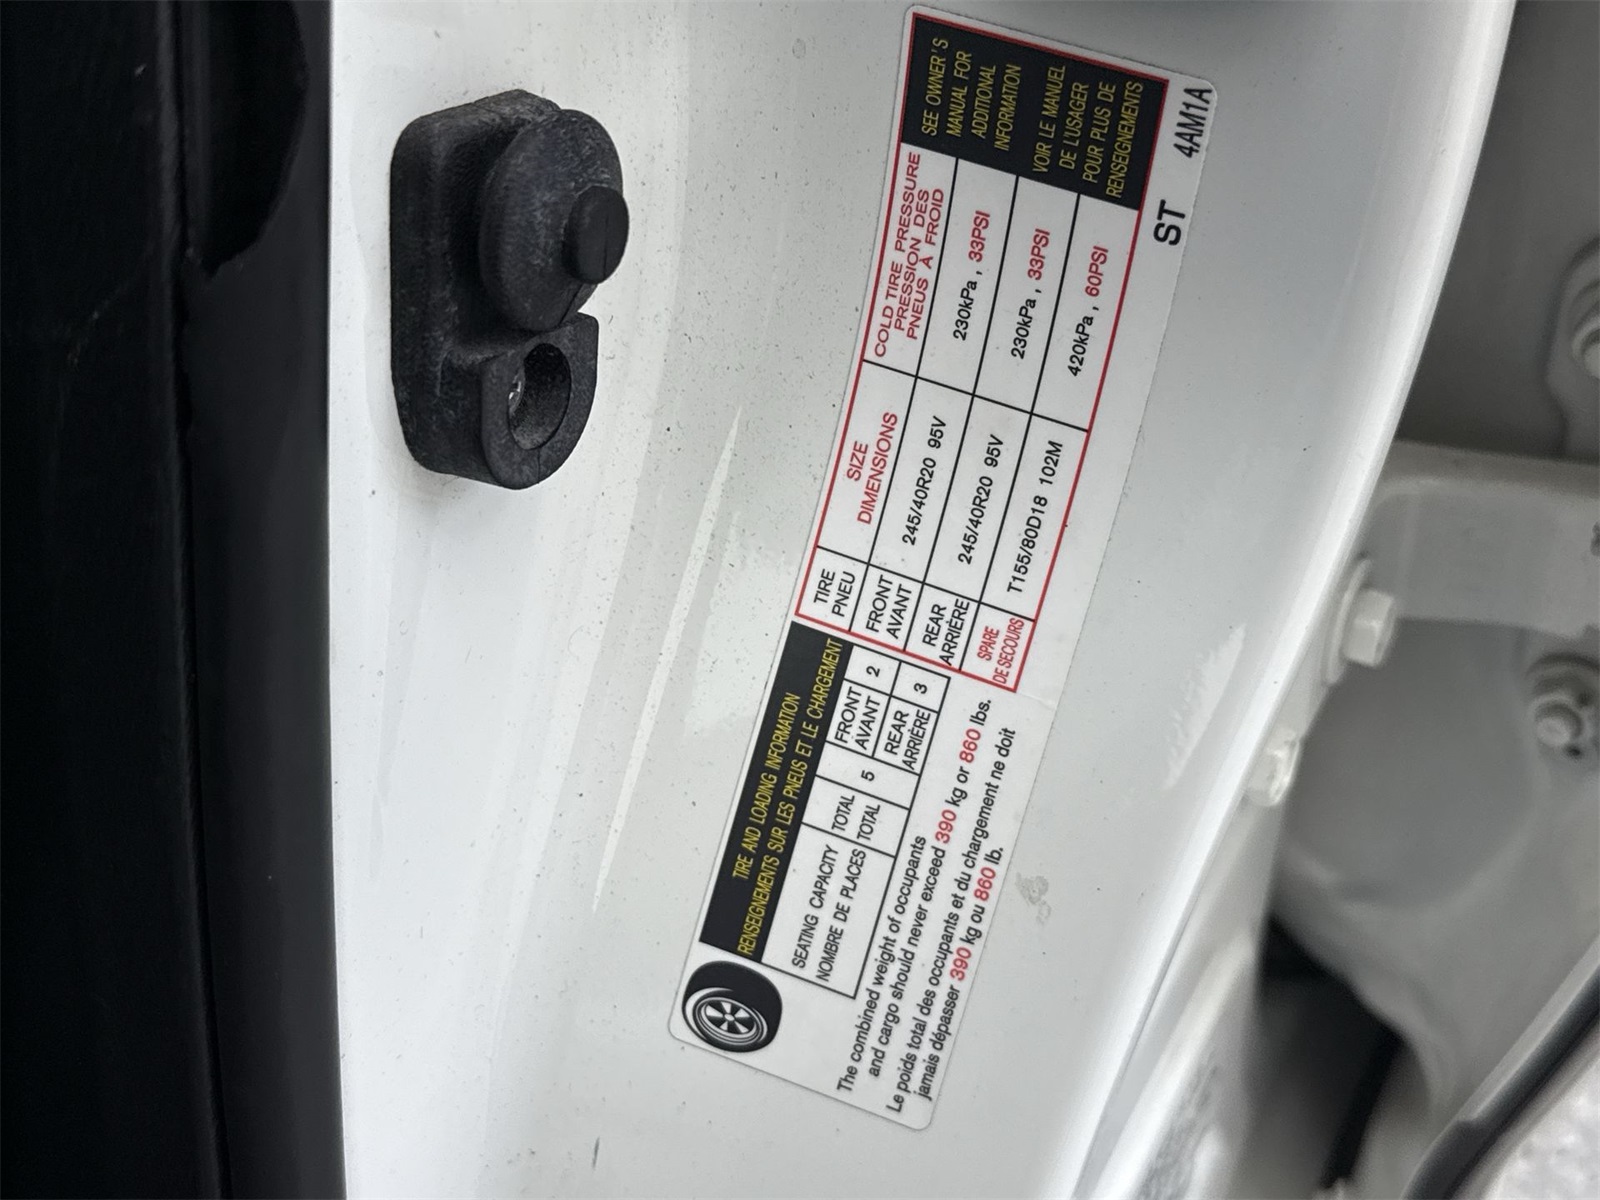 TIRE AND LOADING INFORMATION
RENSEIGNEMENTS SUR LES PNEUS ET LE CHARGEMENT
SEATING CAPACITY
NOMBRE DE PLACES
TOTAL
TOTAL
5
FRONT
AVANT
2
REAR
ARRIÈRE
3
The combined weight of occupants
and cargo should never exceed 390 kg or 860 lbs.
Le poids total des occupants et du chargement ne doit
jamais dépasser 390 kg ou 860 lb.
TIRE
PNEU
SIZE
DIMENSIONS
COLD TIRE PRESSURE
PRESSION DES
PNEUS À FROID
FRONT
AVANT
245/40R20 95V
230kPa, 33PSI
REAR
ARRIÈRE
245/40R20 95V
230kPa, 33PSI
SPARE
DE SECOURS
T155/80D18 102M
420kPa, 60PSI
SEE OWNER'S
MANUAL FOR
ADDITIONAL
INFORMATION
VOIR LE MANUEL
DE L'USAGER
POUR PLUS DE
RENSEIGNEMENTS
ST 4AM1A